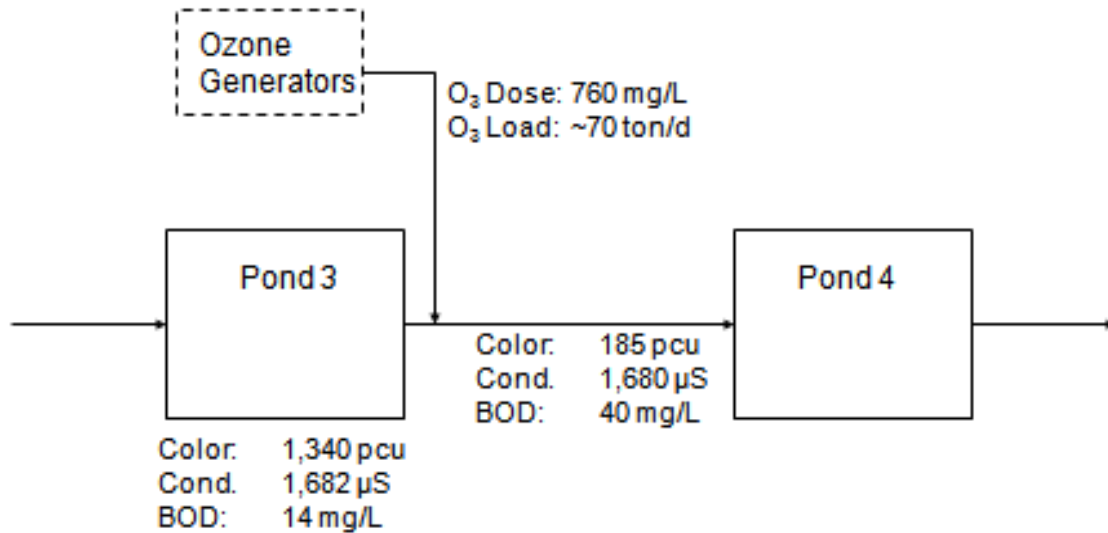 Ozone
Generators
O₃ Dose: 760 mg/L
O₃ Load: ~70 ton/d
Pond 3
Pond 4
Color: 185 pcu
Cond. 1,680 µS
BOD: 40 mg/L
Color: 1,340 pcu
Cond. 1,682 µS
BOD: 14 mg/L